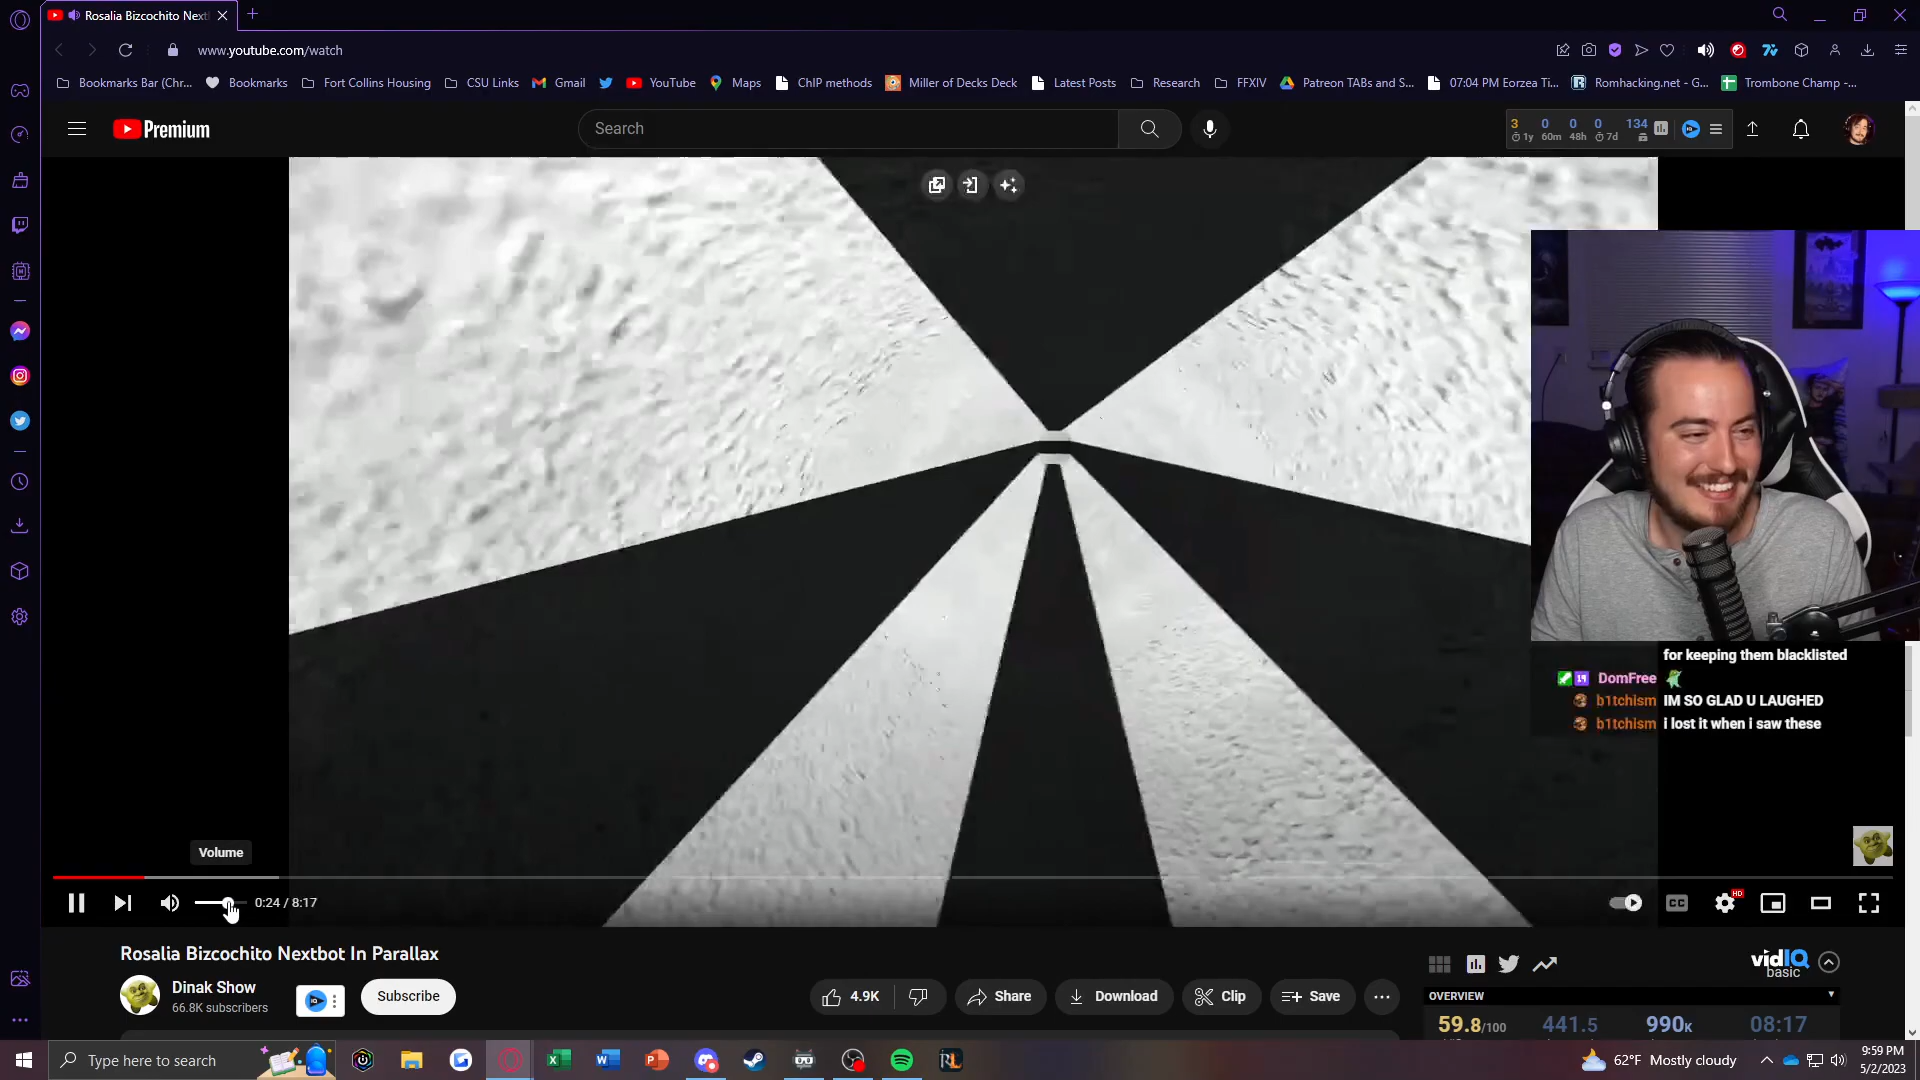 Rosalia Bizcochito Nextl
www.youtube.com/watch
Bookmarks Bar (Chr...
Bookmarks
Fort Collins Housing
CSU Links
Gmail
YouTube
Maps
ChIP methods
Miller of Decks Deck
Latest Posts
Research
FFXIV
Patreon TABs and S...
07:04 PM Eorzea Ti...
Romhacking.net - G...
Trombone Champ -...
Premium
Search
3 0 0 0 134
1y 60m 48h 7d
for keeping them blacklisted
DomFree
b1tchism IM SO GLAD U LAUGHED
b1tchism i lost it when i saw these
Volume
0:24 / 8:17
CC
HD
Rosalia Bizcochito Nextbot In Parallax
Dinak Show
66.8K subscribers
Subscribe
4.9K
Share
Download
Clip
Save
vidIQ
basic
OVERVIEW
59.8/100 441.5 990K 08:17
Type here to search
62°F Mostly cloudy
9:59 PM
5/2/2023